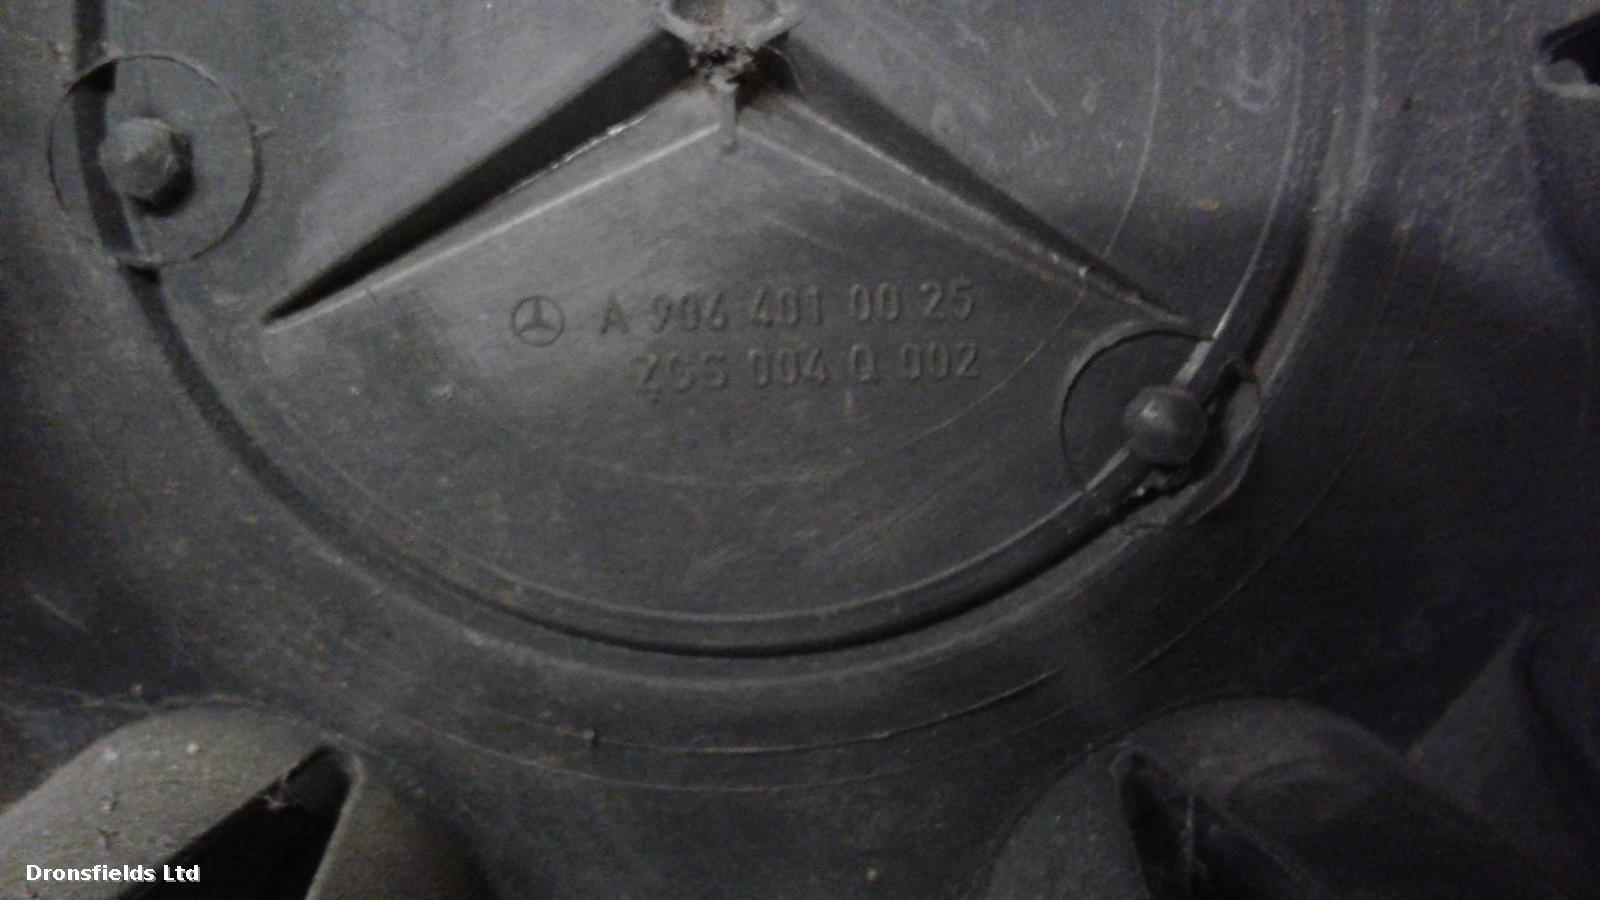 A 906 401 00 25
ZGS 004 Q 002
Dronsfields Ltd